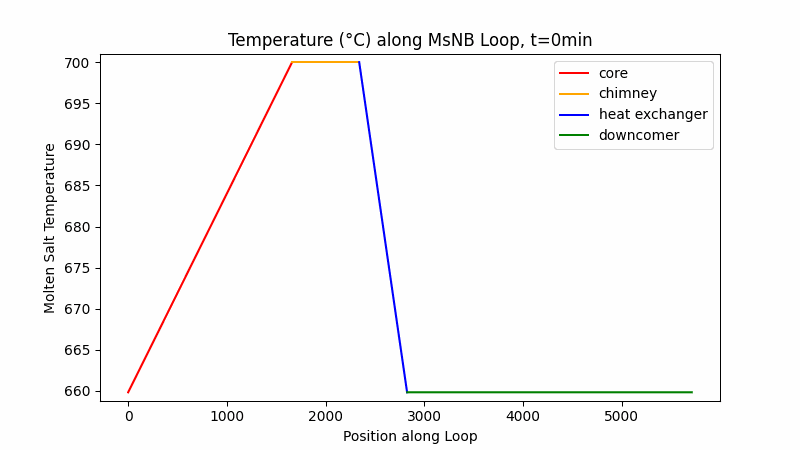 Temperature (°C) along MsNB Loop, t=0min
700
695
690
685
680
675
670
665
660
Molten Salt Temperature
0 1000 2000 3000 4000 5000
Position along Loop
core
chimney
heat exchanger
downcomer